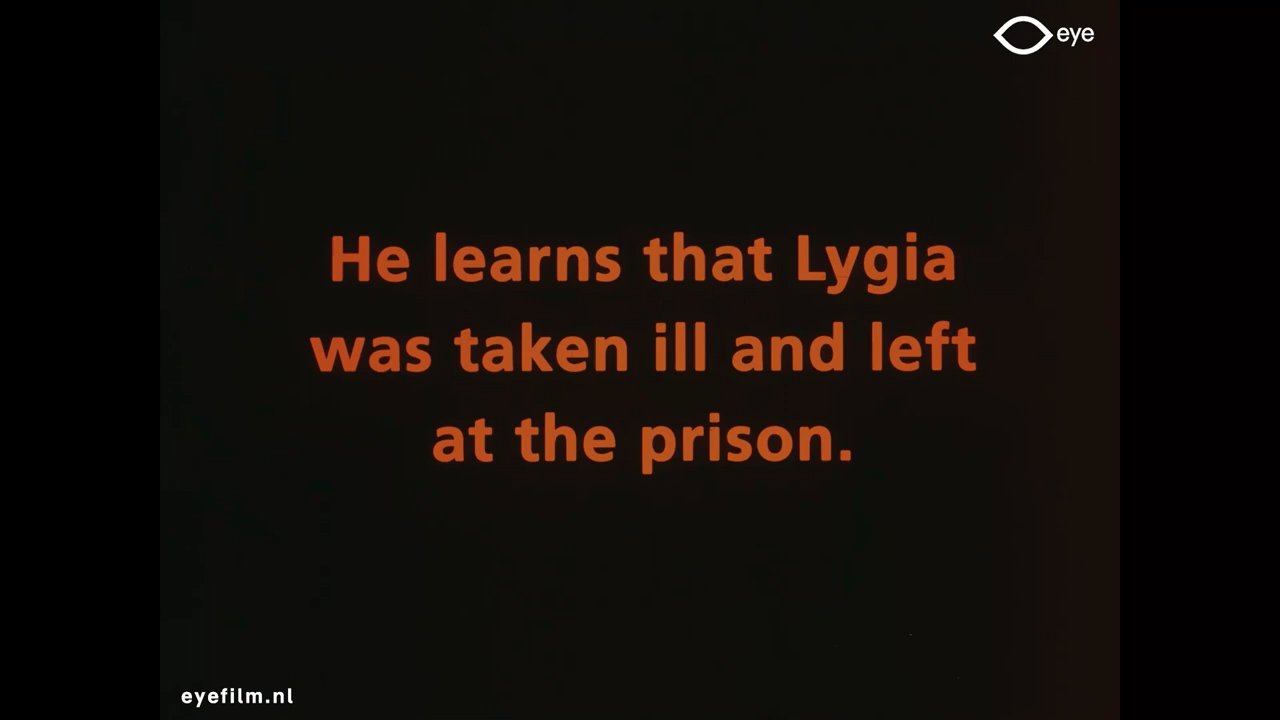 eye
He learns that Lygia
was taken ill and left
at the prison.
eyefilm.nl